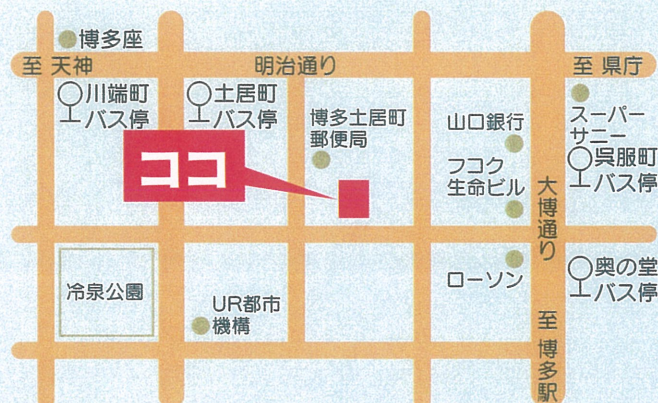 博多座
至 天神
明治通り
至 県庁
川端町
バス停
土居町
バス停
博多土居町
郵便局
山口銀行
スーパー
サニー
呉服町
バス停
ココ
フコク
生命ビル
大博通り
冷泉公園
UR都市
機構
ローソン
奥の堂
バス停
至 博多駅